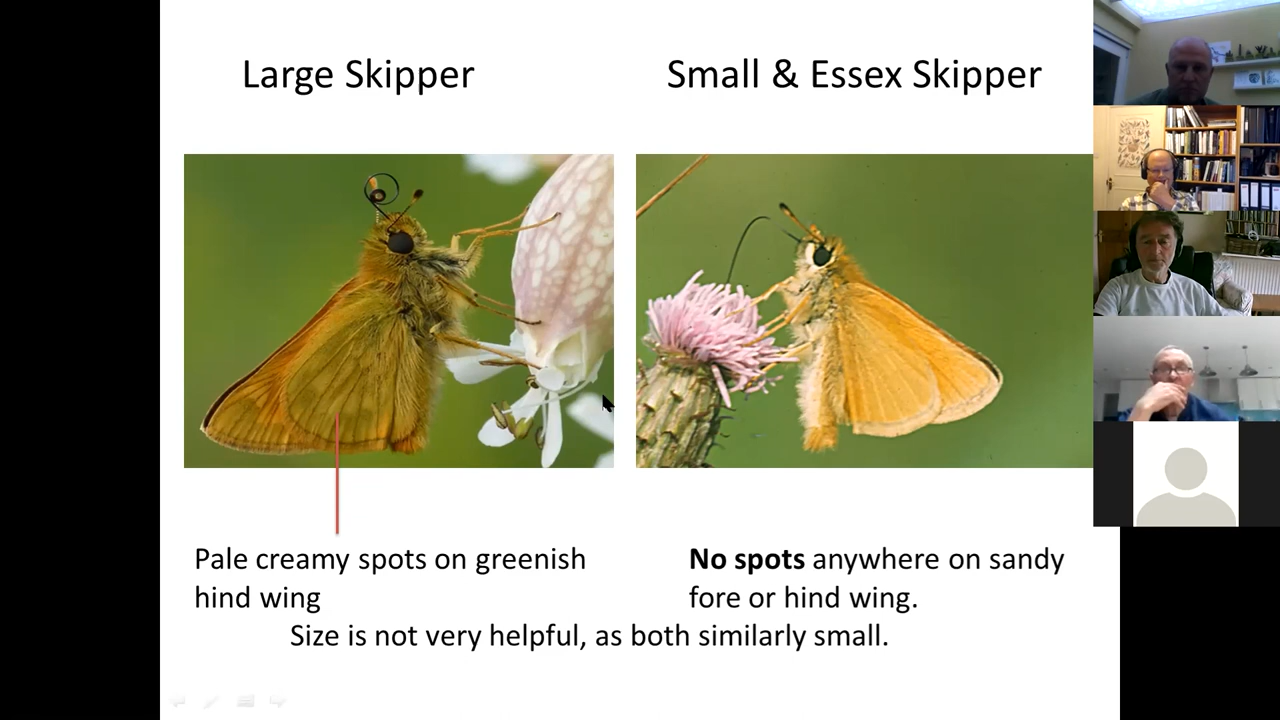 Large Skipper
Small & Essex Skipper
Pale creamy spots on greenish
hind wing
No spots anywhere on sandy
fore or hind wing.
Size is not very helpful, as both similarly small.